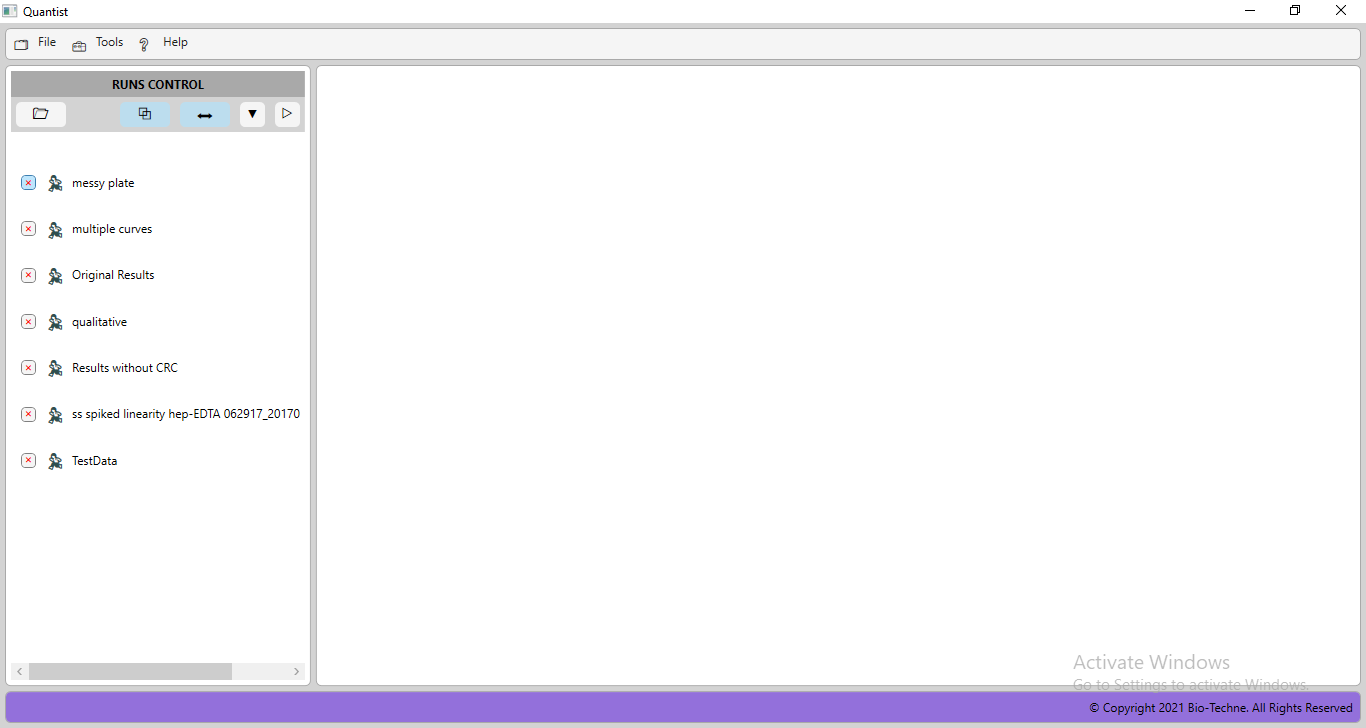 Quantist
File Tools Help
RUNS CONTROL
messy plate
multiple curves
Original Results
qualitative
Results without CRC
ss spiked linearity hep-EDTA 062917_20170
TestData
Activate Windows
Go to Settings to activate Windows.
© Copyright 2021 Bio-Techne. All Rights Reserved